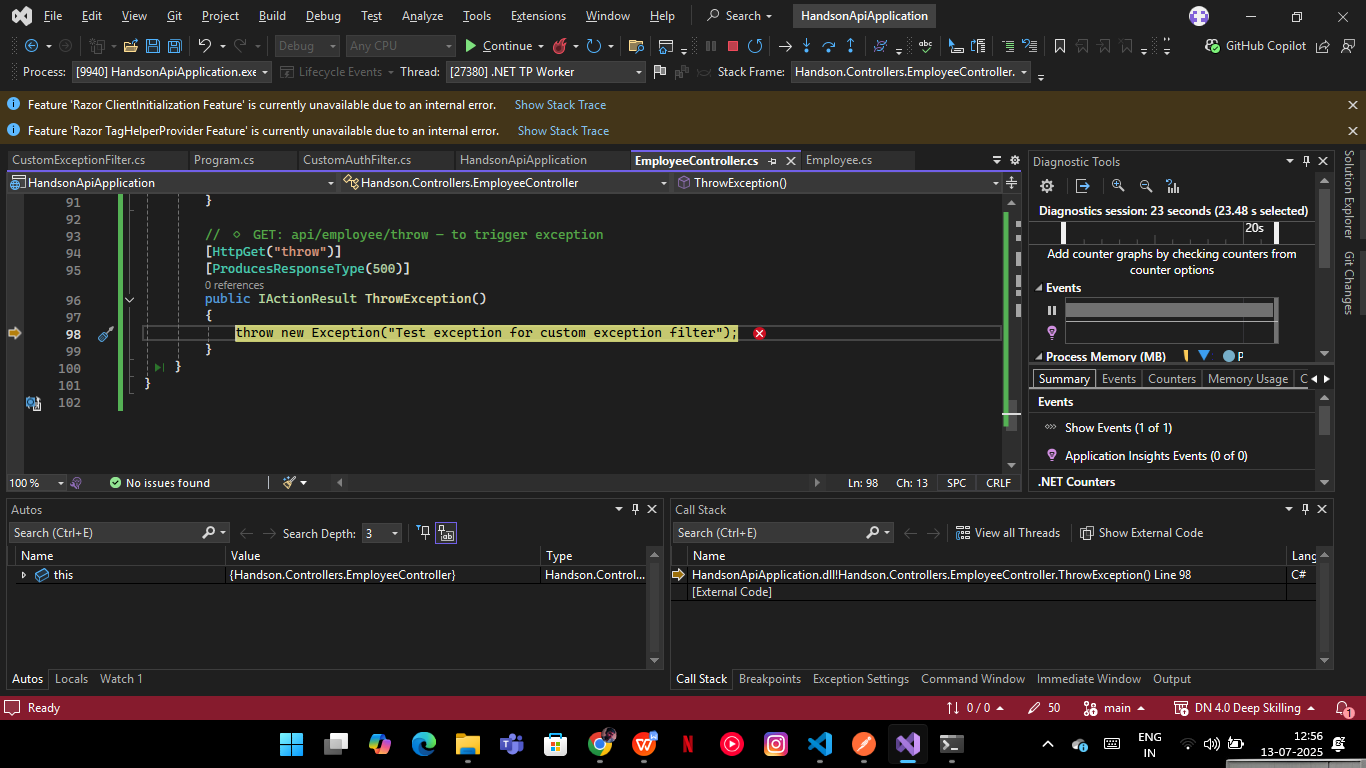 File Edit View Git Project Build Debug Test Analyze Tools Extensions Window Help Search HandsonApiApplication
Debug Any CPU Continue GitHub Copilot
Process: [9940] HandsonApiApplication.exe Lifecycle Events Thread: [27380] .NET TP Worker Stack Frame: Handson.Controllers.EmployeeController.
Feature 'Razor ClientInitialization Feature' is currently unavailable due to an internal error. Show Stack Trace
Feature 'Razor TagHelperProvider Feature' is currently unavailable due to an internal error. Show Stack Trace
CustomExceptionFilter.cs Program.cs CustomAuthFilter.cs HandsonApiApplication EmployeeController.cs Employee.cs
HandsonApiApplication Handson.Controllers.EmployeeController ThrowException()
91 }
92
93 // ⋄ GET: api/employee/throw — to trigger exception
94 [HttpGet("throw")]
95 [ProducesResponseType(500)]
0 references
96 public IActionResult ThrowException()
97 {
98 throw new Exception("Test exception for custom exception filter");
99 }
100 }
101 }
102
100 % No issues found Ln: 98 Ch: 13 SPC CRLF
Diagnostic Tools
Diagnostics session: 23 seconds (23.48 s selected)
20s
Add counter graphs by checking counters from
counter options
Events
Process Memory (MB) P
Summary Events Counters Memory Usage C
Events
Show Events (1 of 1)
Application Insights Events (0 of 0)
.NET Counters
Solution Explorer
Git Changes
Autos
Search (Ctrl+E) Search Depth: 3
Name Value Type
this {Handson.Controllers.EmployeeController} Handson.Control...
Autos Locals Watch 1
Call Stack
Search (Ctrl+E) View all Threads Show External Code
Name Lang
HandsonApiApplication.dll!Handson.Controllers.EmployeeController.ThrowException() Line 98 C#
[External Code]
Call Stack Breakpoints Exception Settings Command Window Immediate Window Output
Ready 0 / 0 50 main DN 4.0 Deep Skilling 1
ENG
IN
12:56
13-07-2025